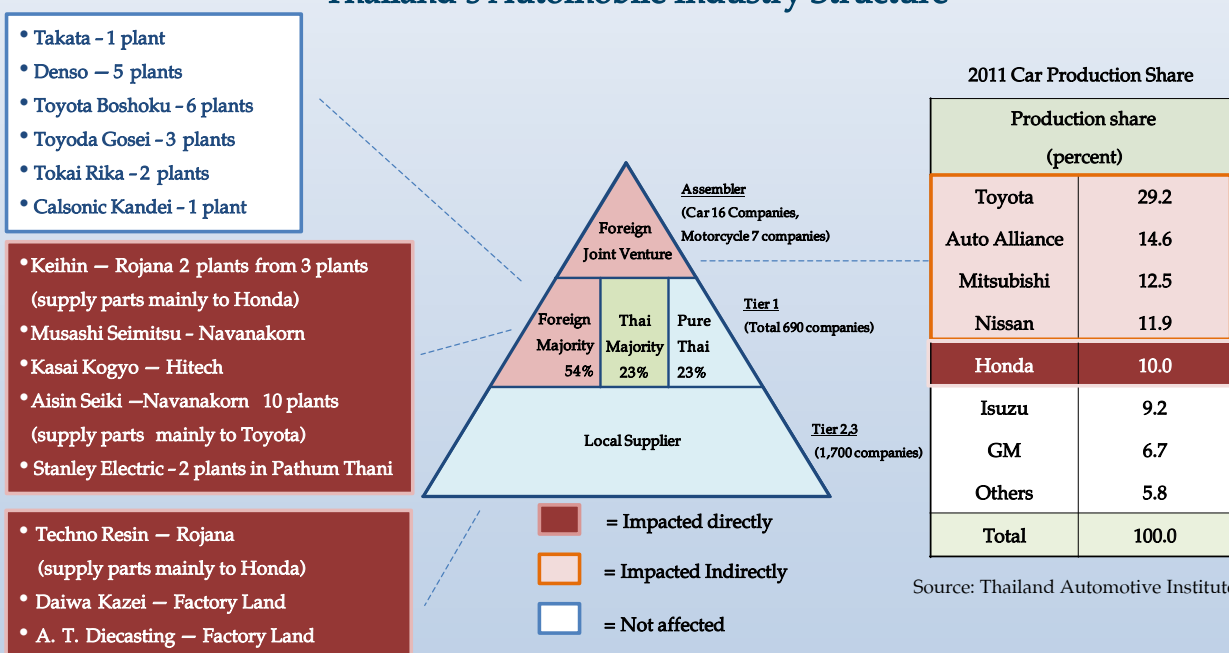 Thailand's Automobile Industry Structure
• Takata – 1 plant
• Denso — 5 plants
• Toyota Boshoku – 6 plants
• Toyoda Gosei – 3 plants
• Tokai Rika – 2 plants
• Calsonic Kandei – 1 plant
• Keihin — Rojana 2 plants from 3 plants
(supply parts mainly to Honda)
• Musashi Seimitsu – Navanakorn
• Kasai Kogyo — Hitech
• Aisin Seiki —Navanakorn 10 plants
(supply parts mainly to Toyota)
• Stanley Electric – 2 plants in Pathum Thani
• Techno Resin — Rojana
(supply parts mainly to Honda)
• Daiwa Kazei — Factory Land
• A. T. Diecasting — Factory Land
Foreign
Joint Venture
Assembler
(Car 16 Companies,
Motorcycle 7 companies)
Foreign
Majority
54%
Thai
Majority
23%
Pure
Thai
23%
Tier 1
(Total 690 companies)
Local Supplier
Tier 2,3
(1,700 companies)
= Impacted directly
= Impacted Indirectly
= Not affected
2011 Car Production Share
Production share
(percent)
Toyota 29.2
Auto Alliance 14.6
Mitsubishi 12.5
Nissan 11.9
Honda 10.0
Isuzu 9.2
GM 6.7
Others 5.8
Total 100.0
Source: Thailand Automotive Institute